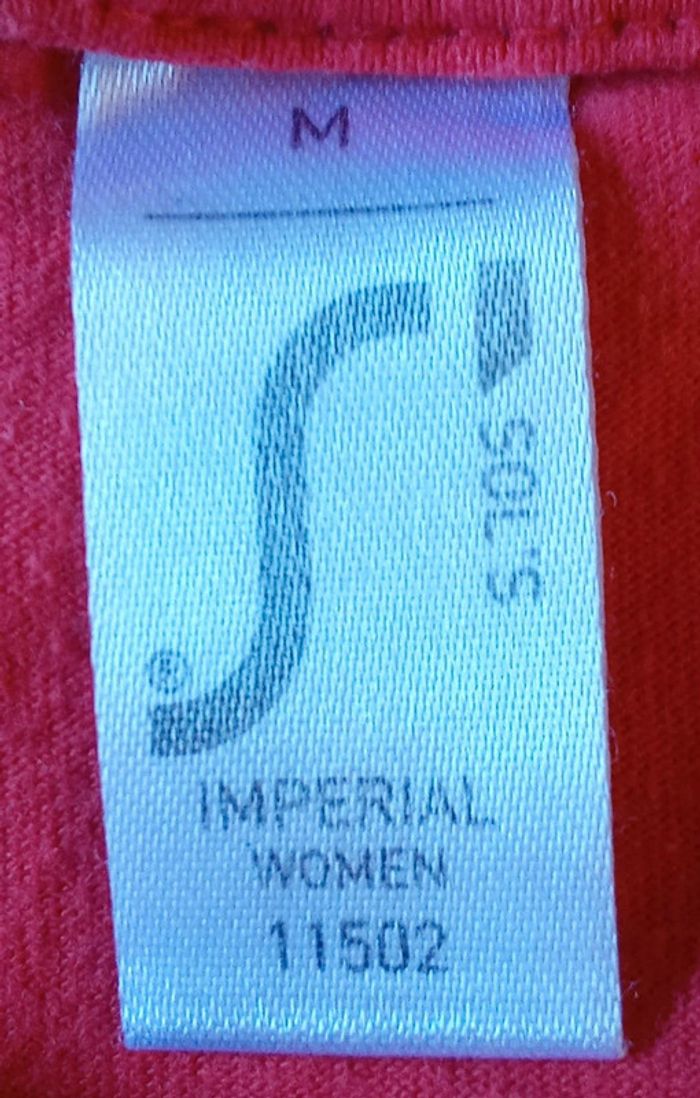 M
SOL'S
®
IMPERIAL
WOMEN
11502